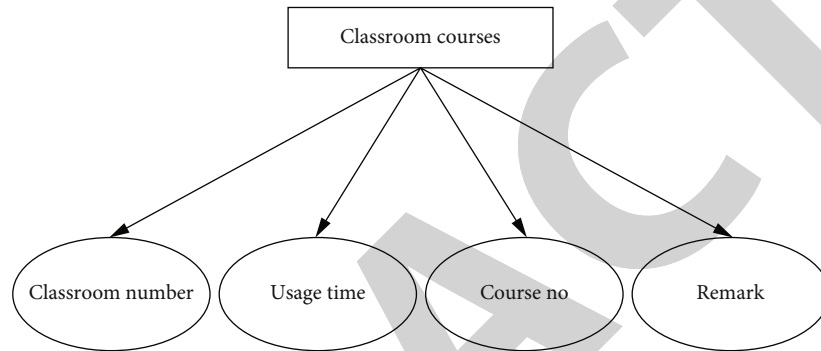 Classroom courses
Classroom number
Usage time
Course no
Remark